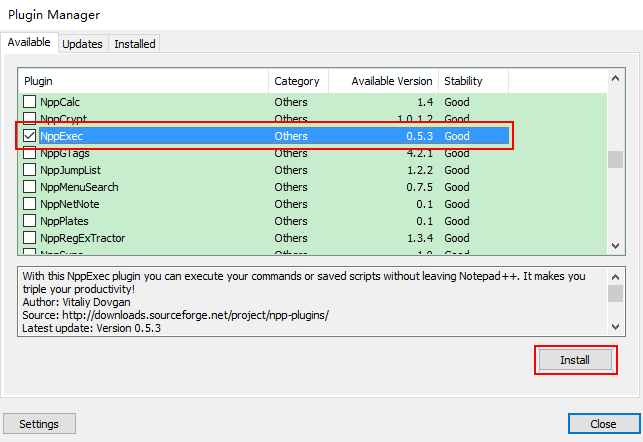 Plugin Manager
Available Updates Installed
Plugin Category Available Version Stability
NppCalc Others 1.4 Good
NppCrypt Others 1.0.1.2 Good
NppExec Others 0.5.3 Good
NppGTags Others 4.2.1 Good
NppJumpList Others 1.2.2 Good
NppMenuSearch Others 0.7.5 Good
NppNetNote Others 0.1 Good
NppPlates Others 0.1 Good
NppRegExTractor Others 1.3.4 Good
NppSync Others 1.0 Good
With this NppExec plugin you can execute your commands or saved scripts without leaving Notepad++. It makes you
triple your productivity!
Author: Vitaliy Dovgan
Source: http://downloads.sourceforge.net/project/npp-plugins/
Latest update: Version 0.5.3
Install
Settings Close